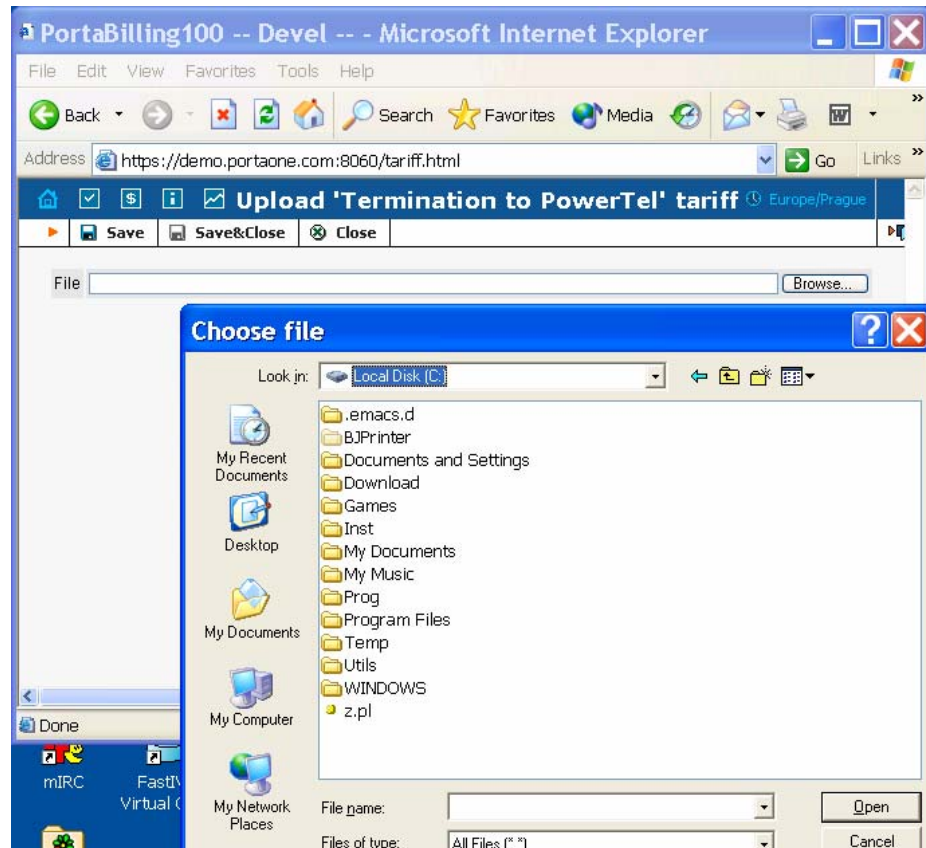 PortaBilling100 -- Devel -- - Microsoft Internet Explorer
File Edit View Favorites Tools Help
Back Search Favorites Media
Address https://demo.portaone.com:8060/tariff.html Go Links
Upload 'Termination to PowerTel' tariff Europe/Prague
Save Save&Close Close
File Browse...
Choose file
Look in: Local Disk (C:)
.emacs.d
BJPrinter
Documents and Settings
Download
Games
Inst
My Documents
My Music
Prog
Program Files
Temp
Utils
WINDOWS
z.pl
My Recent
Documents
Desktop
My Documents
My Computer
My Network
Places
File name: Open
Files of type: All Files (*.*) Cancel
Done
mIRC
Virtual